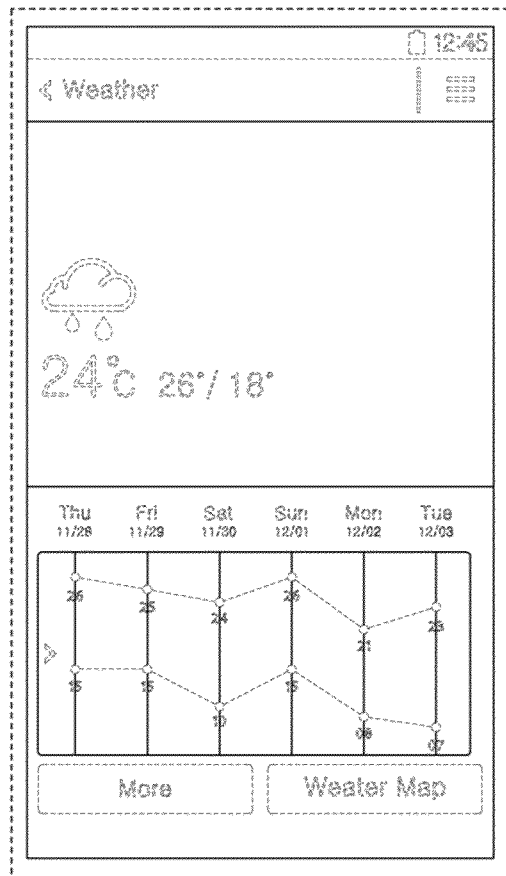 12:45
Weather
24°C 26°/ 18°
Thu Fri Sat Sun Mon Tue
11/28 11/29 11/30 12/01 12/02 12/03
26 25 24 26 21 23
15 15 10 15 08 07
More Weater Map